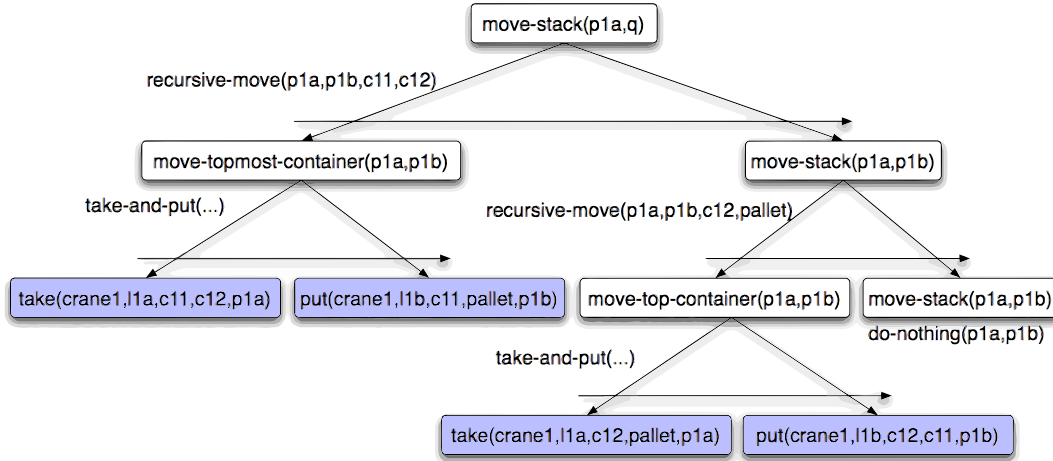 move-stack(p1a,q)
recursive-move(p1a,p1b,c11,c12)
move-topmost-container(p1a,p1b)
move-stack(p1a,p1b)
take-and-put(...)
recursive-move(p1a,p1b,c12,pallet)
take(crane1,l1a,c11,c12,p1a)
put(crane1,l1b,c11,pallet,p1b)
move-top-container(p1a,p1b)
move-stack(p1a,p1b)
do-nothing(p1a,p1b)
take-and-put(...)
take(crane1,l1a,c12,pallet,p1a)
put(crane1,l1b,c12,c11,p1b)